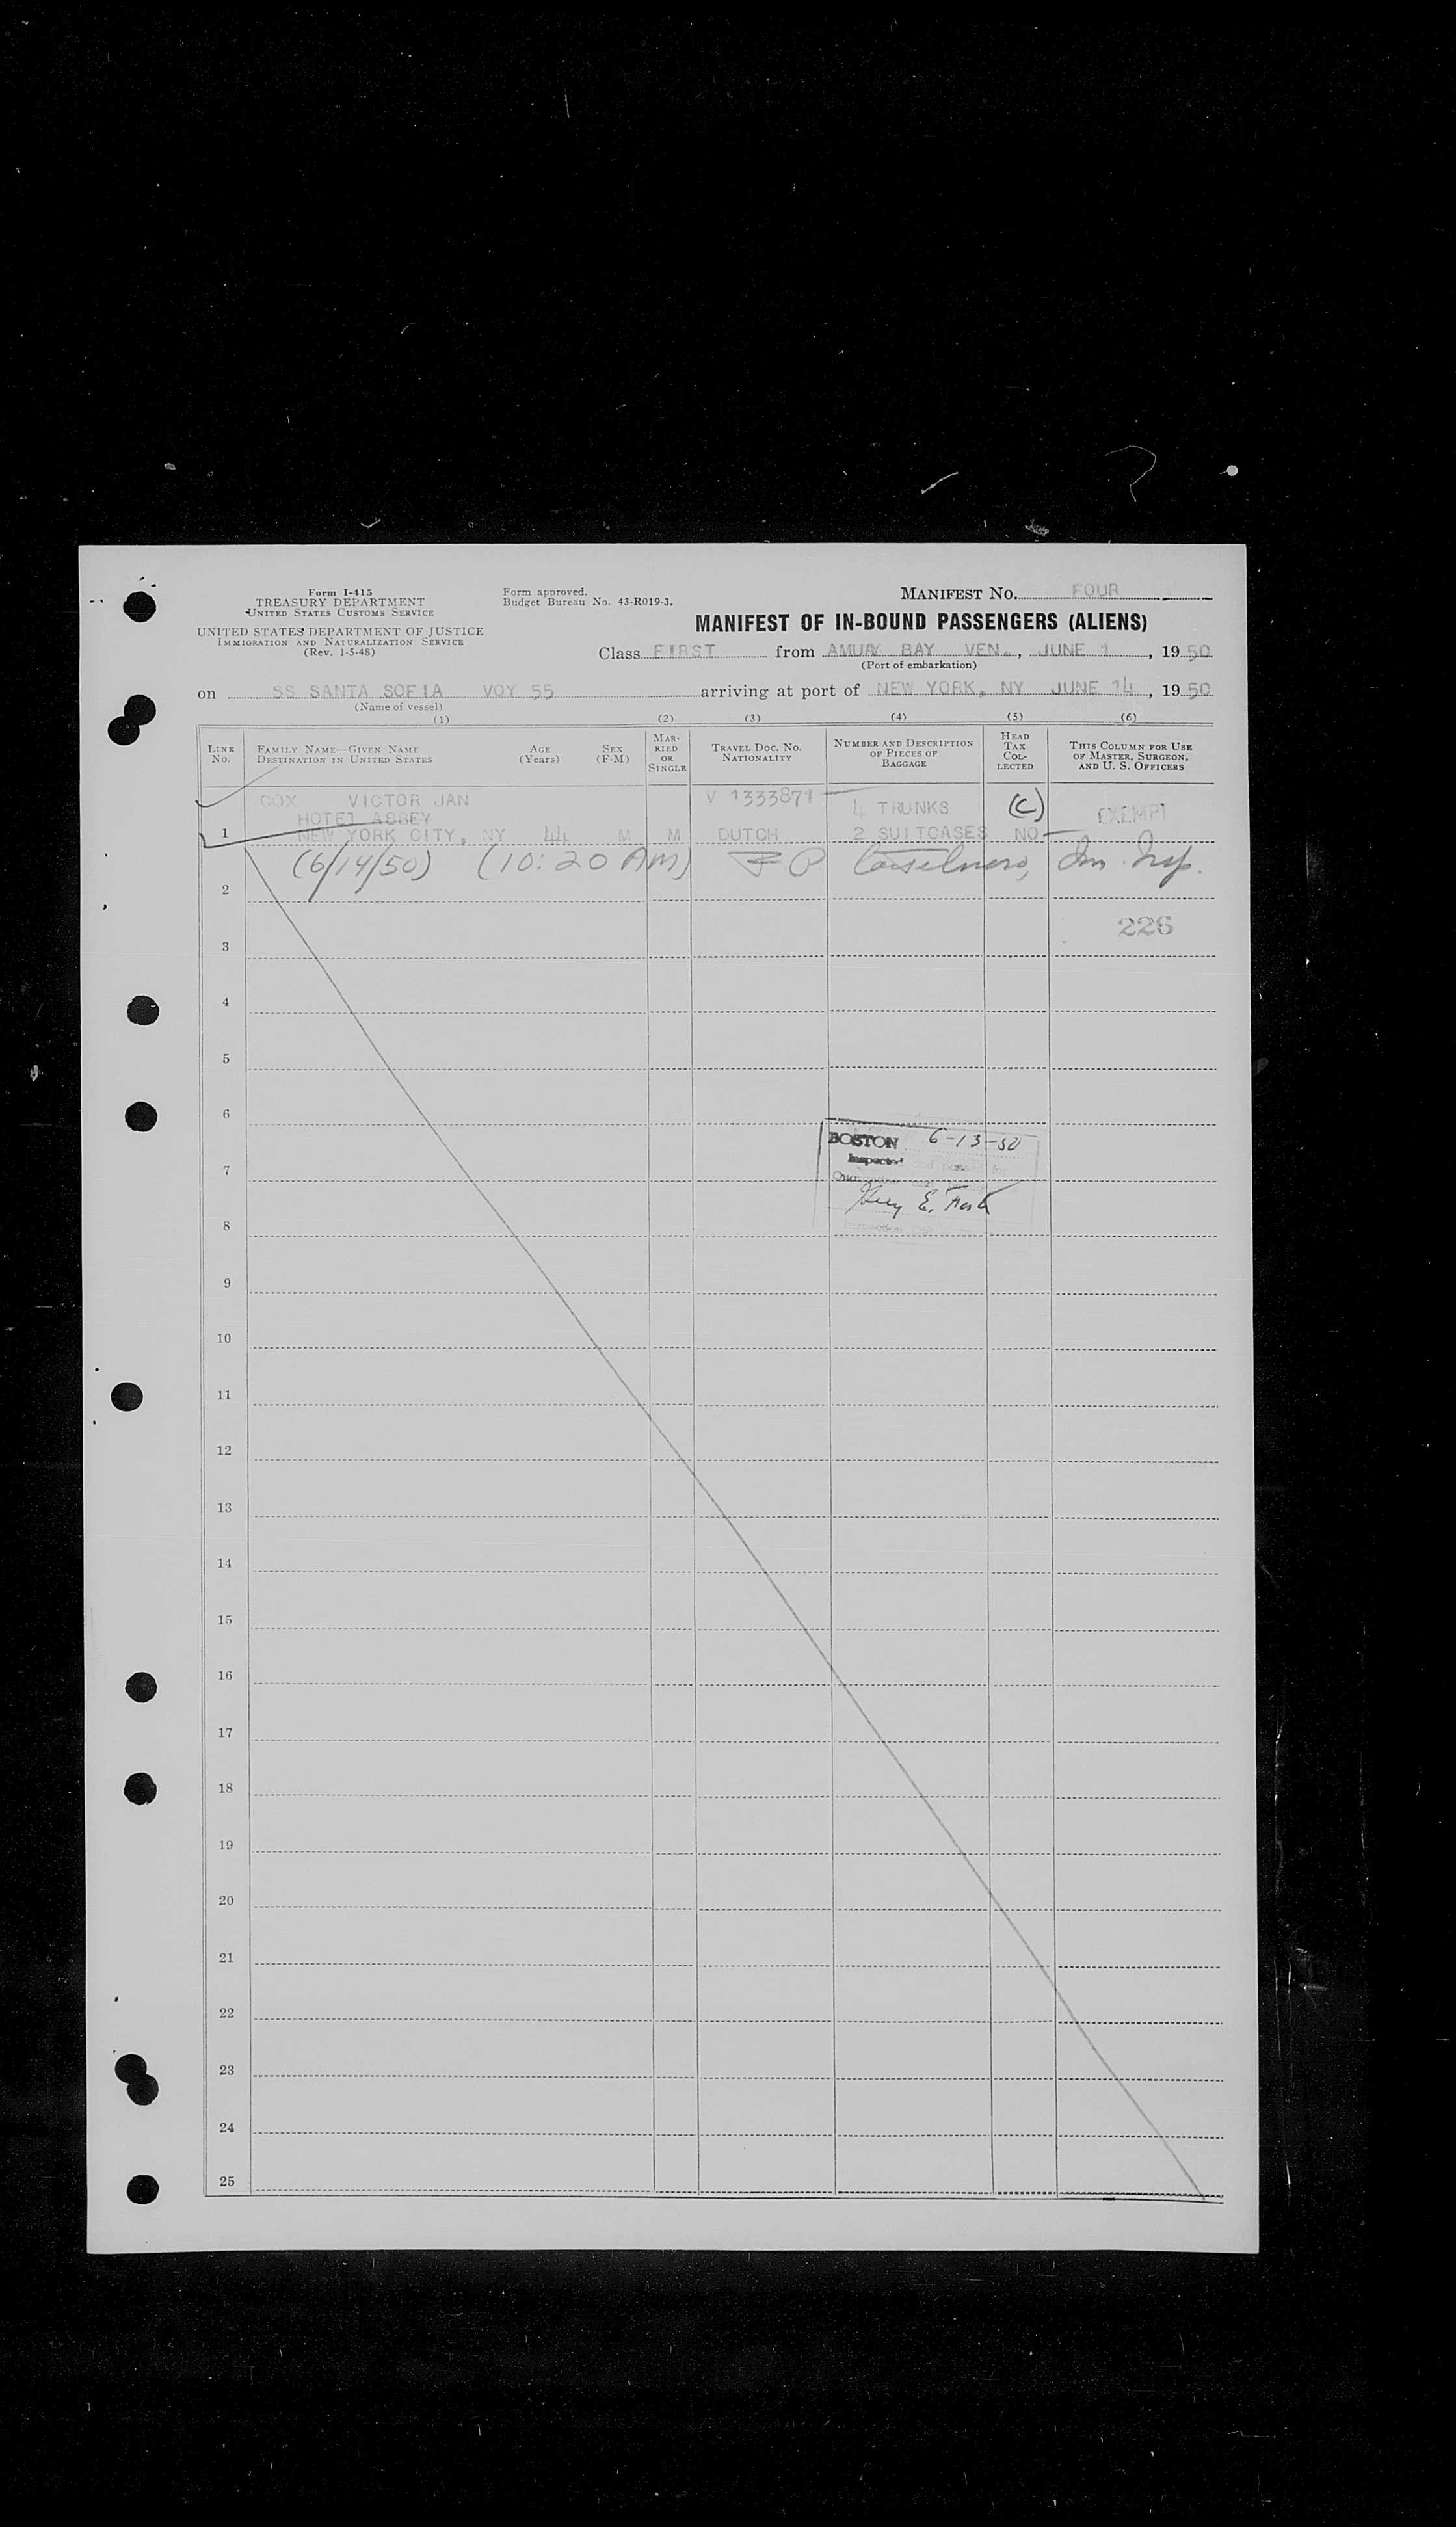 Form I-415
TREASURY DEPARTMENT
UNITED STATES CUSTOMS SERVICE
UNITED STATES DEPARTMENT OF JUSTICE
IMMIGRATION AND NATURALIZATION SERVICE
(Rev. 1-5-48)
Form approved.
Budget Bureau No. 43-R019-3.
MANIFEST No. FOUR
MANIFEST OF IN-BOUND PASSENGERS (ALIENS)
Class FIRST from AMUAY BAY VEN., JUNE 1, 1950
(Port of embarkation)
on SS SANTA SOFIA VOY 55 arriving at port of NEW YORK, NY JUNE 14, 1950
(Name of vessel)
(1) (2) (3) (4) (5) (6)
LINE No.
FAMILY NAME—GIVEN NAME
DESTINATION IN UNITED STATES
AGE (Years)
SEX (F-M)
MARRIED OR SINGLE
TRAVEL DOC. No.
NATIONALITY
NUMBER AND DESCRIPTION OF PIECES OF BAGGAGE
HEAD TAX COLLECTED
THIS COLUMN FOR USE OF MASTER, SURGEON, AND U. S. OFFICERS
COX VICTOR JAN V 1333871 4 TRUNKS (C) EXEMPT
HOTEL ABBEY
1 NEW YORK CITY, NY 44 M M DUTCH 2 SUITCASES NO
(6/14/50) (10:20 AM) Im. Insp.
2
226
3
4
5
6
BOSTON 6-13-50
Inspected and passed for
7
8
9
10
11
12
13
14
15
16
17
18
19
20
21
22
23
24
25